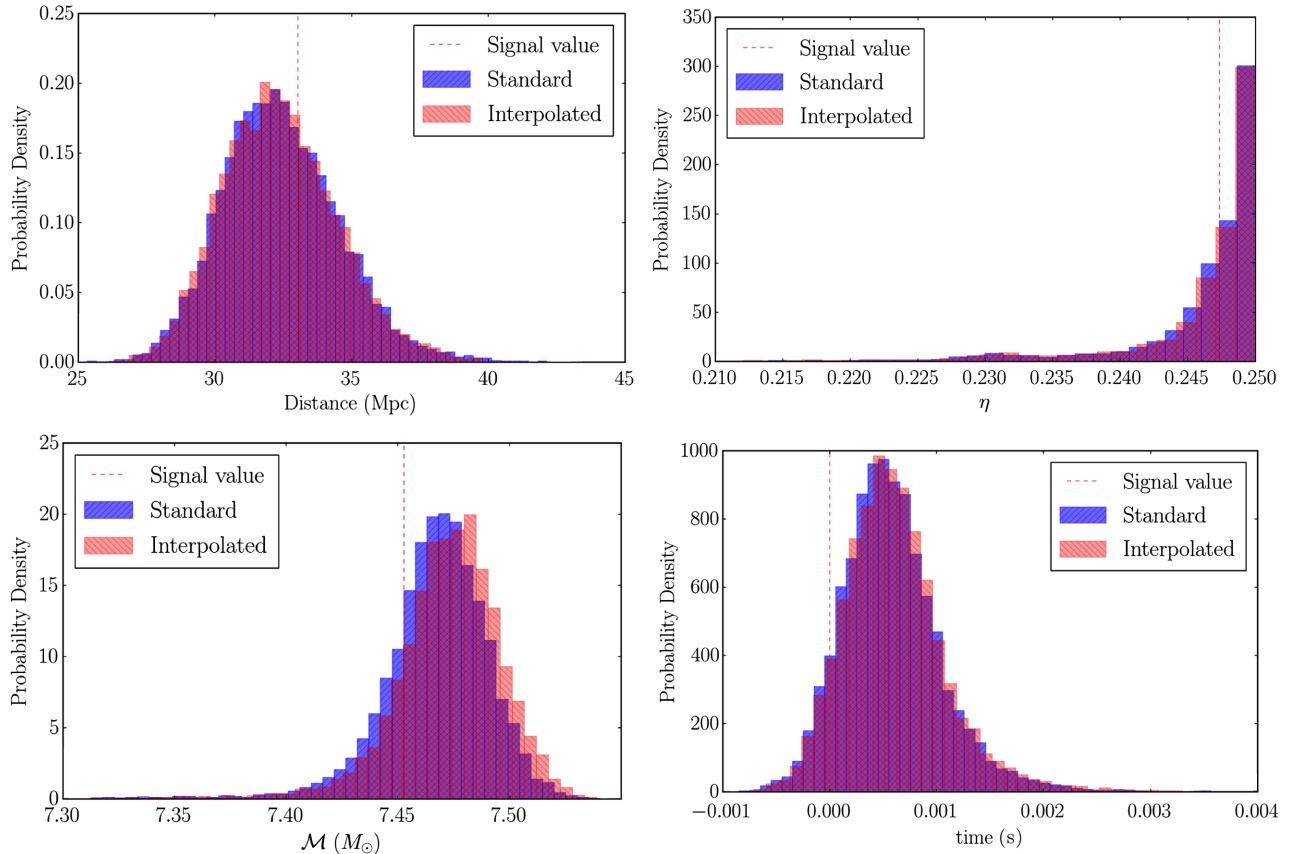 0.25
0.20
0.15
0.10
0.05
0.00
25 30 35 40 45
Probability Density
Distance (Mpc)
Signal value
Standard
Interpolated
350
300
250
200
150
100
50
0
0.210 0.215 0.220 0.225 0.230 0.235 0.240 0.245 0.250
Probability Density
η
Signal value
Standard
Interpolated
25
20
15
10
5
0
7.30 7.35 7.40 7.45 7.50
Probability Density
ℳ (M⊙)
Signal value
Standard
Interpolated
1000
800
600
400
200
0
−0.001 0.000 0.001 0.002 0.003 0.004
Probability Density
time (s)
Signal value
Standard
Interpolated